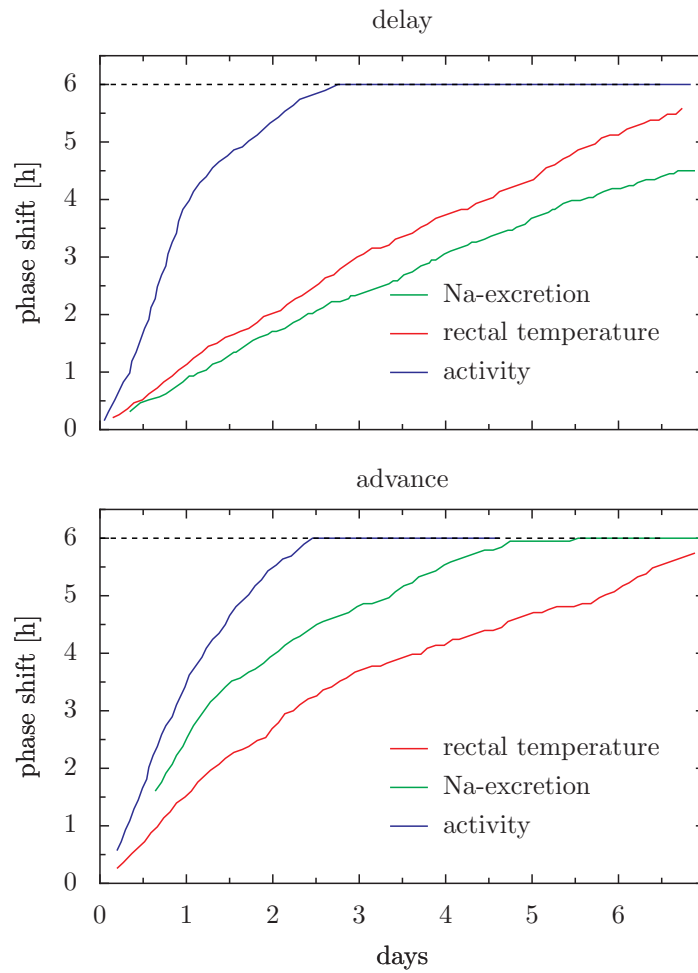 delay
6
5
4
3
2
1
0
phase shift [h]
Na-excretion
rectal temperature
activity
advance
6
5
4
3
2
1
0
phase shift [h]
rectal temperature
Na-excretion
activity
0 1 2 3 4 5 6
days